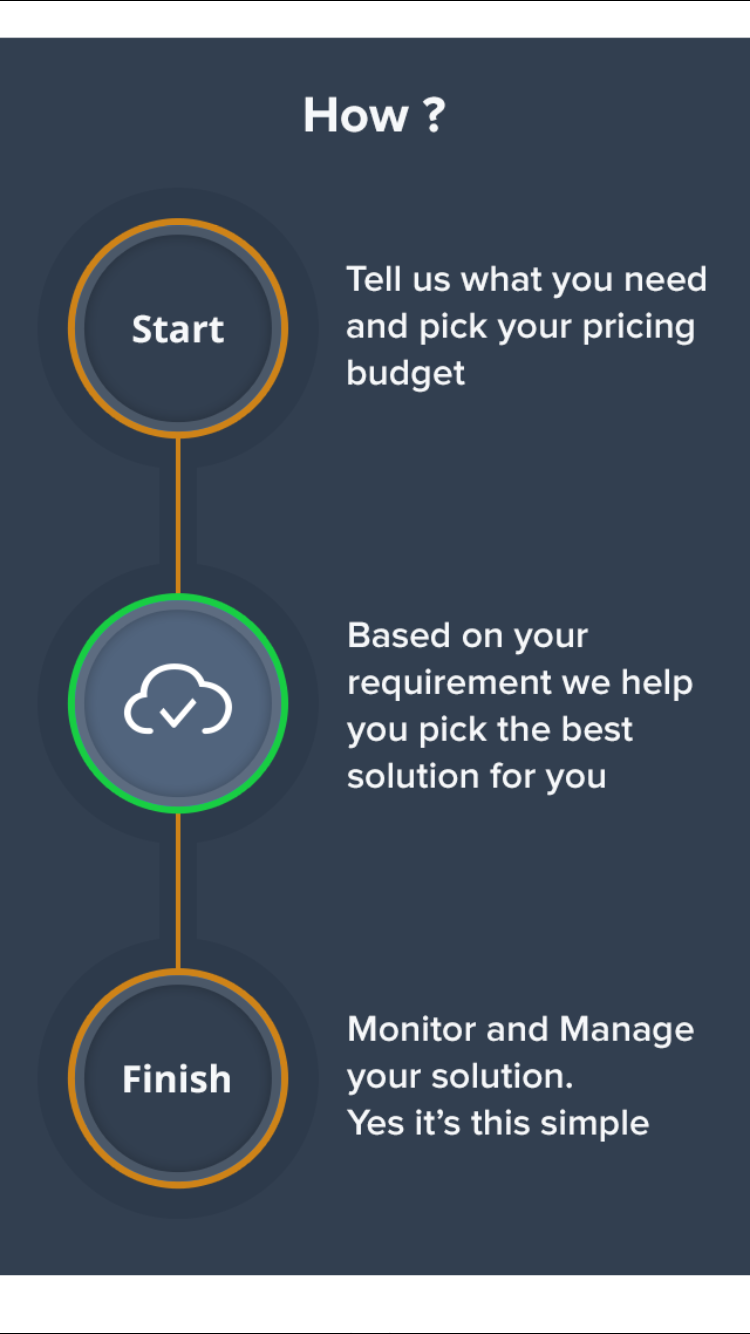 How ?
Start
Tell us what you need
and pick your pricing
budget
Based on your
requirement we help
you pick the best
solution for you
Finish
Monitor and Manage
your solution.
Yes it’s this simple